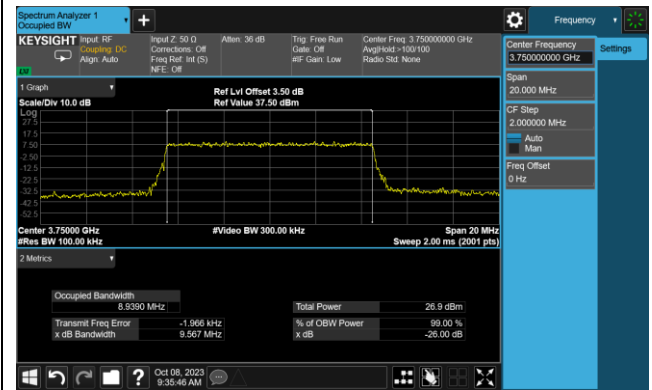 Spectrum Analyzer 1
Occupied BW
Frequency
KEYSIGHT
Input: RF
Coupling: DC
Align: Auto
Input Z: 50 Ω
Corrections: Off
Freq Ref: Int (S)
NFE: Off
Atten: 36 dB
Trig: Free Run
Gate: Off
#IF Gain: Low
Center Freq: 3.750000000 GHz
Avg|Hold:>100/100
Radio Std: None
Center Frequency
3.750000000 GHz
Settings
Span
20.000 MHz
CF Step
2.000000 MHz
Auto
Man
Freq Offset
0 Hz
1 Graph
Scale/Div 10.0 dB
Ref Lvl Offset 3.50 dB
Ref Value 37.50 dBm
Log
27.5
17.5
7.50
-2.50
-12.5
-22.5
-32.5
-42.5
-52.5
Center 3.75000 GHz
#Video BW 300.00 kHz
Span 20 MHz
#Res BW 100.00 kHz
Sweep 2.00 ms (2001 pts)
2 Metrics
Occupied Bandwidth
8.9390 MHz
Total Power 26.9 dBm
Transmit Freq Error -1.966 kHz
% of OBW Power 99.00 %
x dB Bandwidth 9.567 MHz
x dB -26.00 dB
Oct 08, 2023
9:35:46 AM